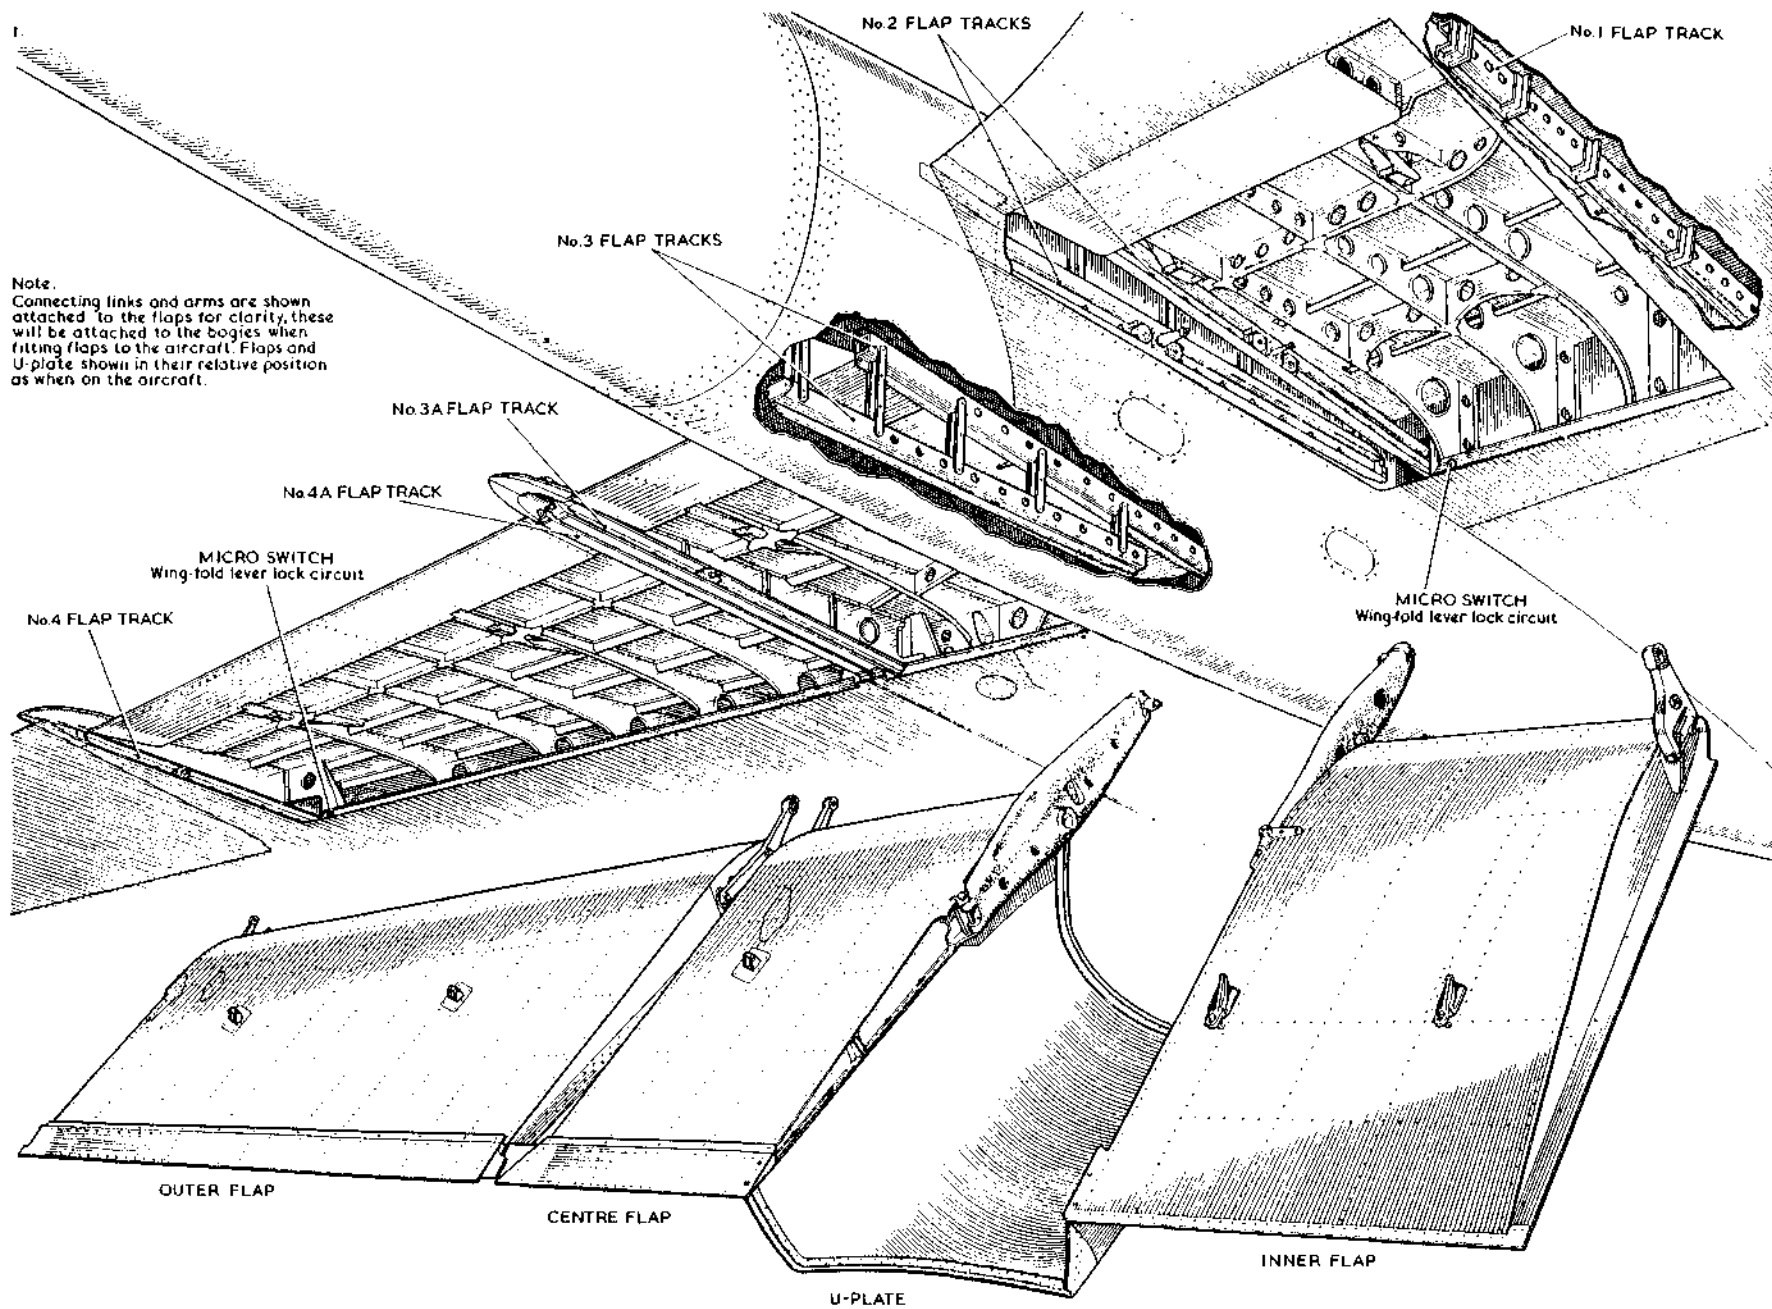 1.
No.2 FLAP TRACKS
No.1 FLAP TRACK
No.3 FLAP TRACKS
Note.
Connecting links and arms are shown
attached to the flaps for clarity, these
will be attached to the bogies when
fitting flaps to the aircraft. Flaps and
U-plate shown in their relative position
as when on the aircraft.
No.3A FLAP TRACK
No.4A FLAP TRACK
MICRO SWITCH
Wing-fold lever lock circuit
No.4 FLAP TRACK
MICRO SWITCH
Wing-fold lever lock circuit
OUTER FLAP
CENTRE FLAP
INNER FLAP
U-PLATE